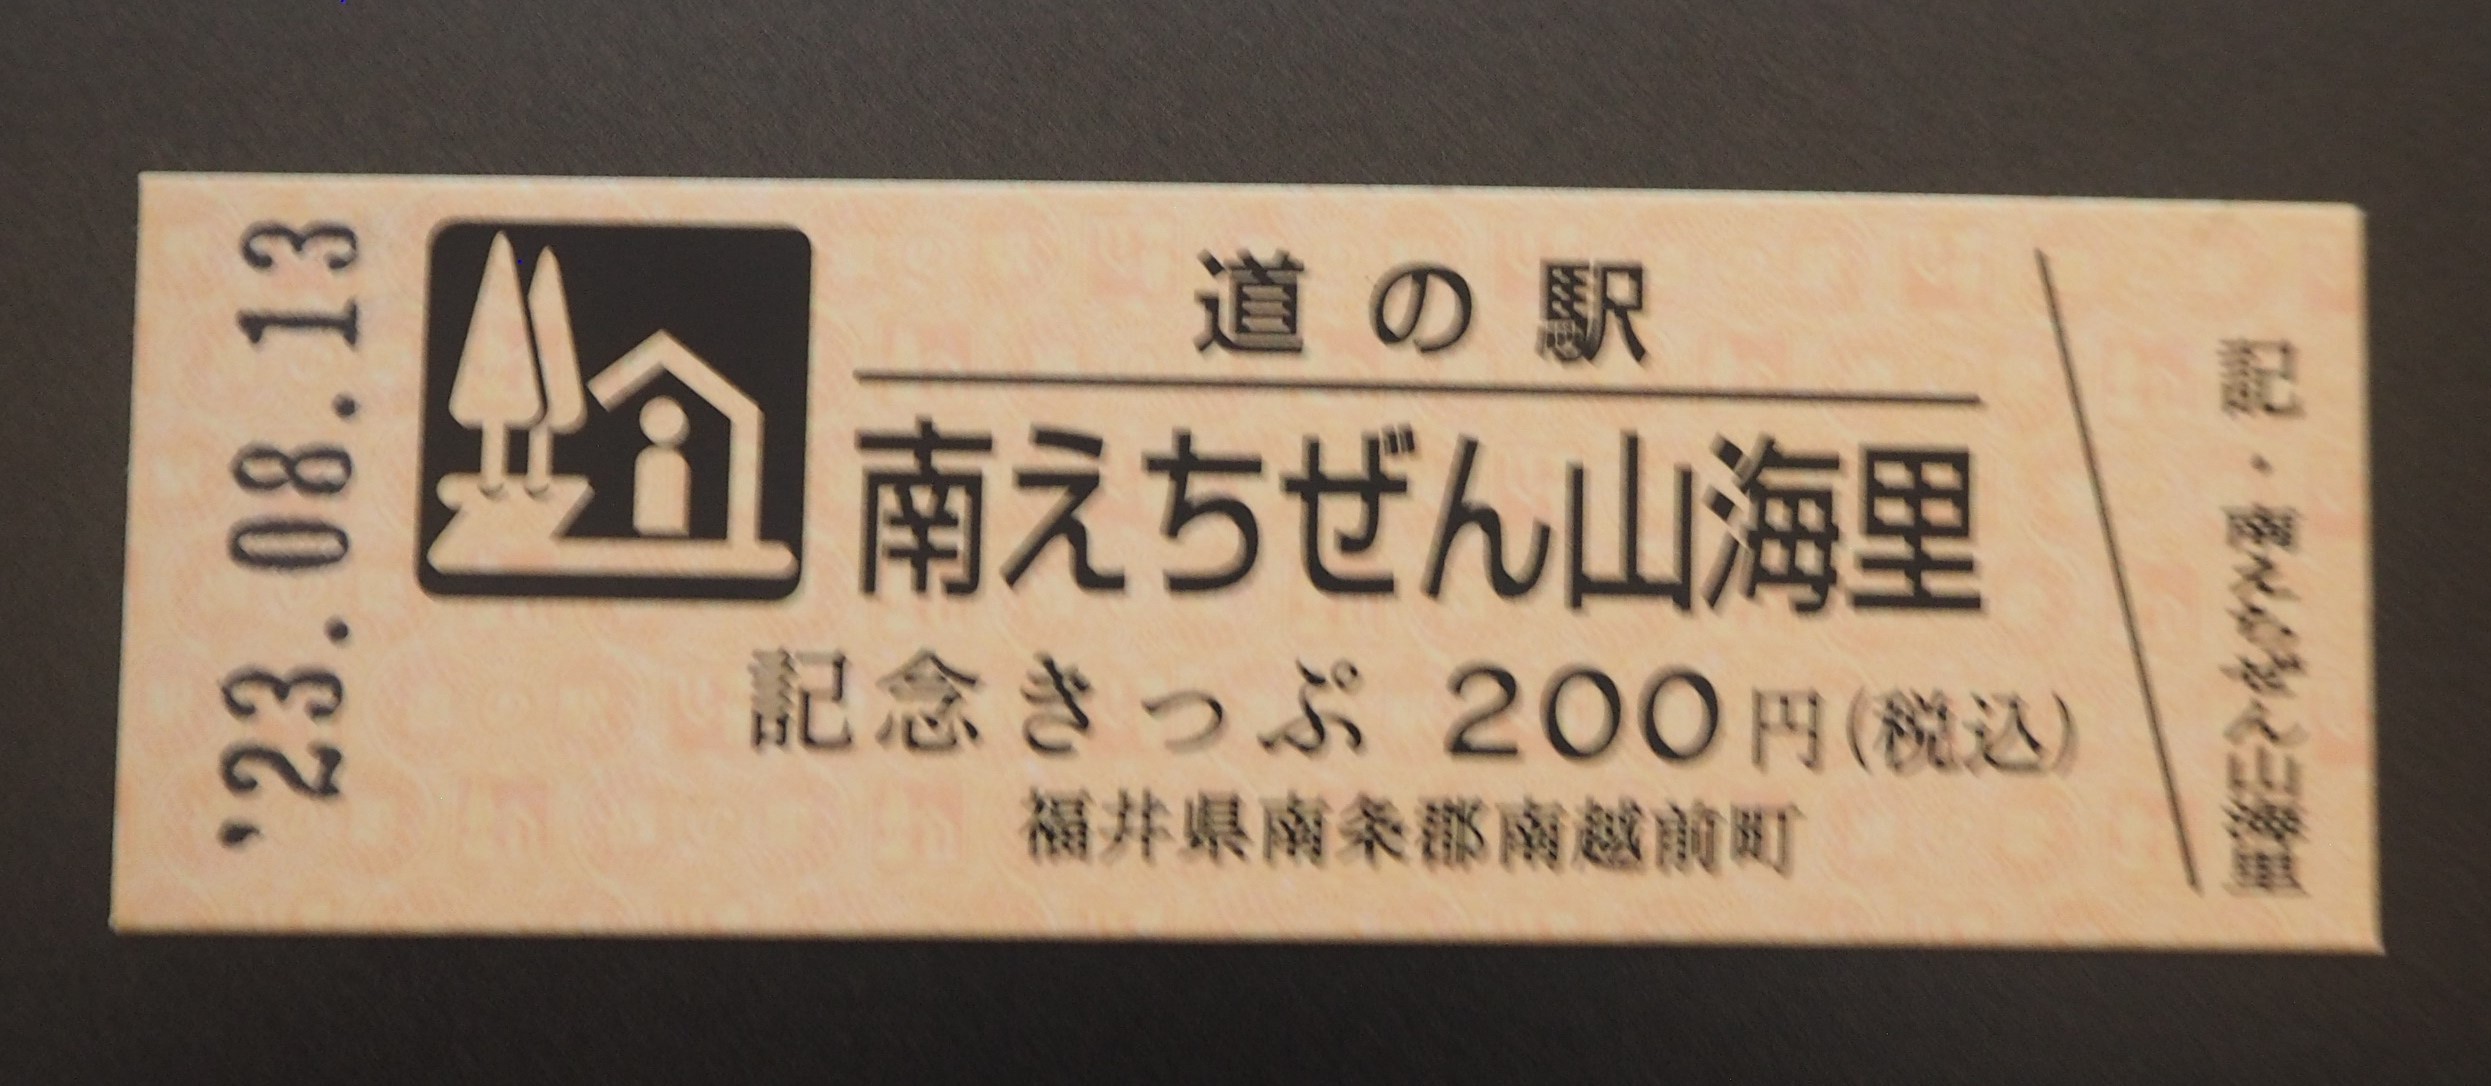 '23.08.13
道の駅
南えちぜん山海里
記念きっぷ 200円(税込)
福井県南条郡南越前町
記・南えちぜん山海里